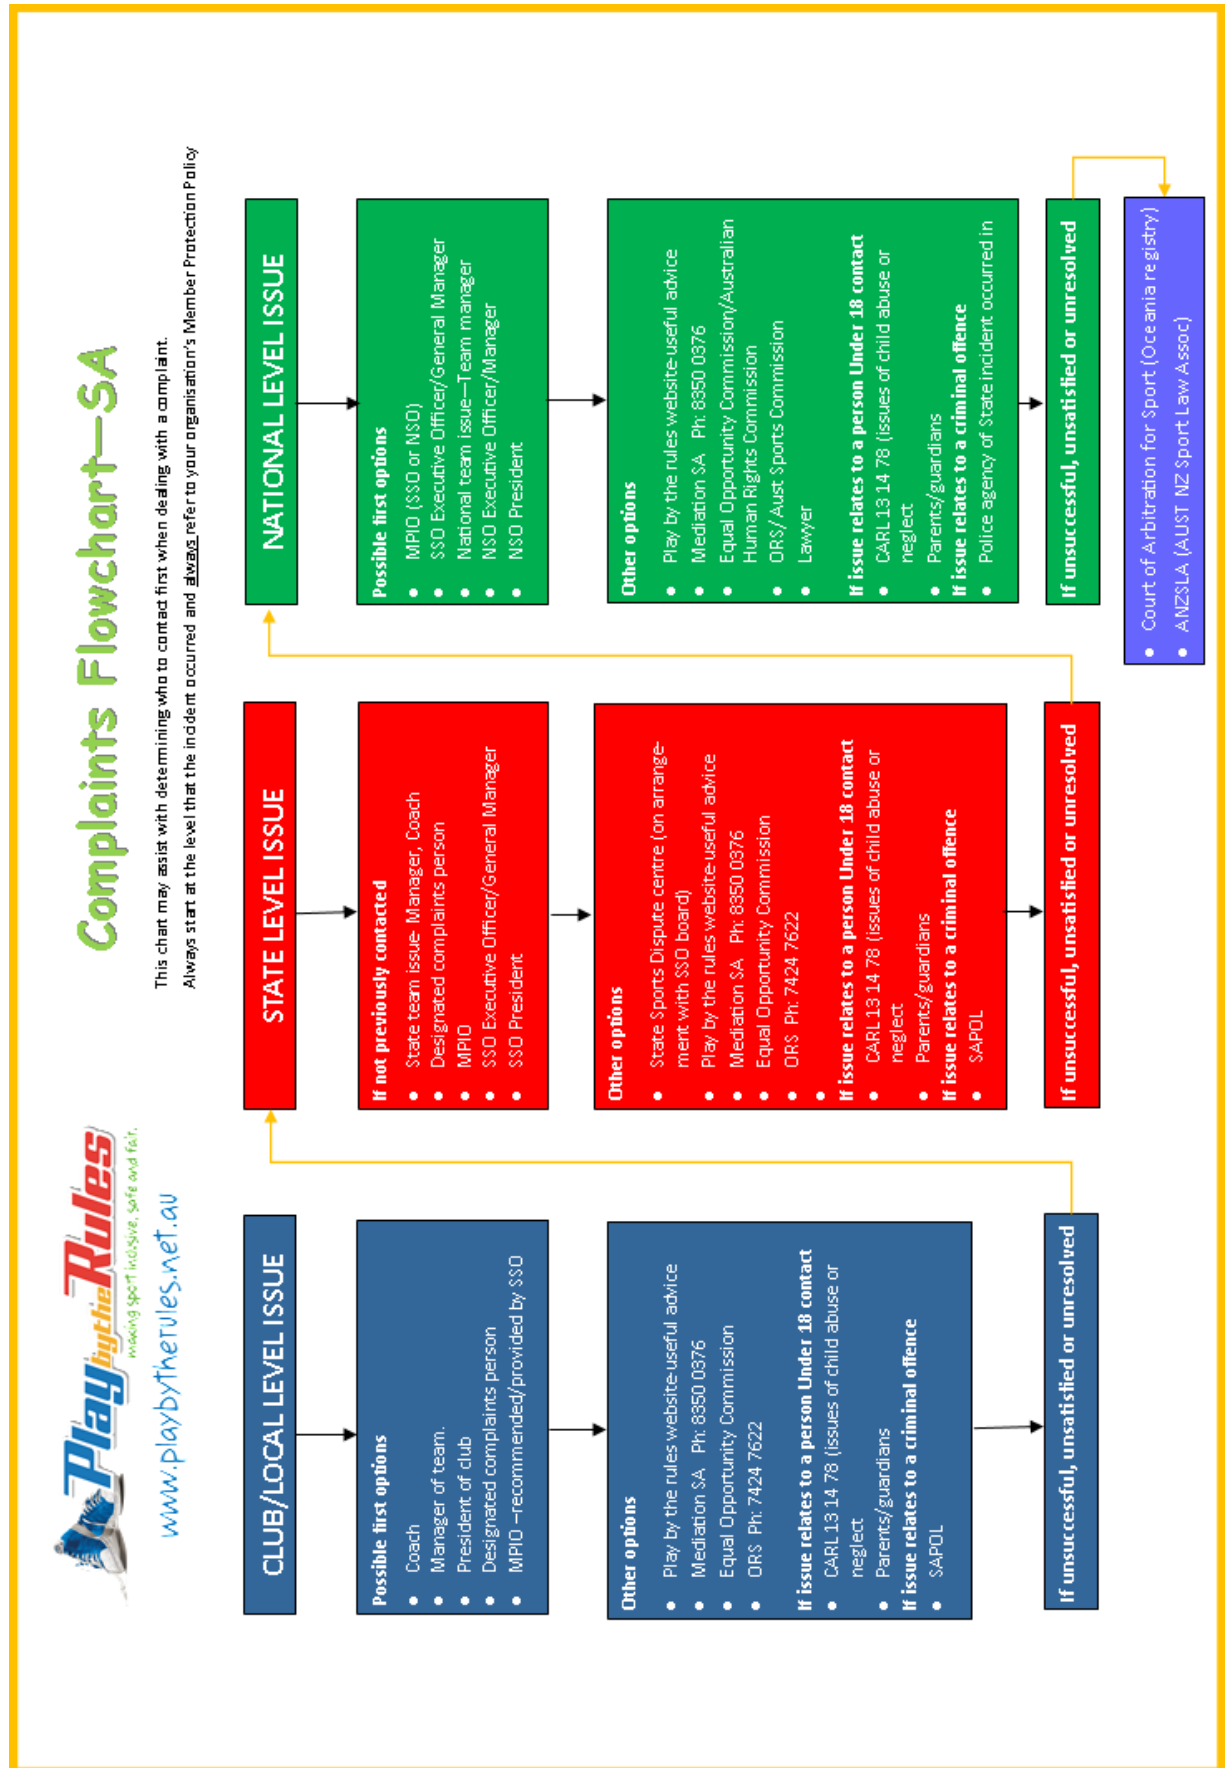 Play by the Rules
making sport inclusive, safe and fair.
www.playbytherules.net.au
Complaints Flowchart—SA
This chart may assist with determining who to contact first when dealing with a complaint.
Always start at the level that the incident occurred and always refer to your organisation's Member Protection Policy
CLUB/LOCAL LEVEL ISSUE
Possible first options
• Coach
• Manager of team.
• President of club
• Designated complaints person
• MPIO –recommended/provided by SSO
Other options
• Play by the rules website-useful advice
• Mediation SA Ph: 8350 0376
• Equal Opportunity Commission
• ORS Ph: 7424 7622
If issue relates to a person Under 18 contact
• CARL 13 14 78 (issues of child abuse or
neglect
• Parents/guardians
If issue relates to a criminal offence
• SAPOL
If unsuccessful, unsatisfied or unresolved
STATE LEVEL ISSUE
If not previously contacted
• State team issue- Manager, Coach
• Designated complaints person
• MPIO
• SSO Executive Officer/General Manager
• SSO President
Other options
• State Sports Dispute centre (on arrange-
ment with SSO board)
• Play by the rules website-useful advice
• Mediation SA Ph: 8350 0376
• Equal Opportunity Commission
• ORS Ph: 7424 7622
•
If issue relates to a person Under 18 contact
• CARL 13 14 78 (issues of child abuse or
neglect
• Parents/guardians
If issue relates to a criminal offence
• SAPOL
If unsuccessful, unsatisfied or unresolved
NATIONAL LEVEL ISSUE
Possible first options
• MPIO (SSO or NSO)
• SSO Executive Officer/General Manager
• National team issue—Team manager
• NSO Executive Officer/Manager
• NSO President
Other options
• Play by the rules website-useful advice
• Mediation SA Ph: 8350 0376
• Equal Opportunity Commission/Australian
Human Rights Commission
• ORS/ Aust Sports Commission
• Lawyer
If issue relates to a person Under 18 contact
• CARL 13 14 78 (issues of child abuse or
neglect
• Parents/guardians
If issue relates to a criminal offence
• Police agency of State incident occurred in
If unsuccessful, unsatisfied or unresolved
• Court of Arbitration for Sport (Oceania registry)
• ANZSLA (AUST NZ Sport Law Assoc)